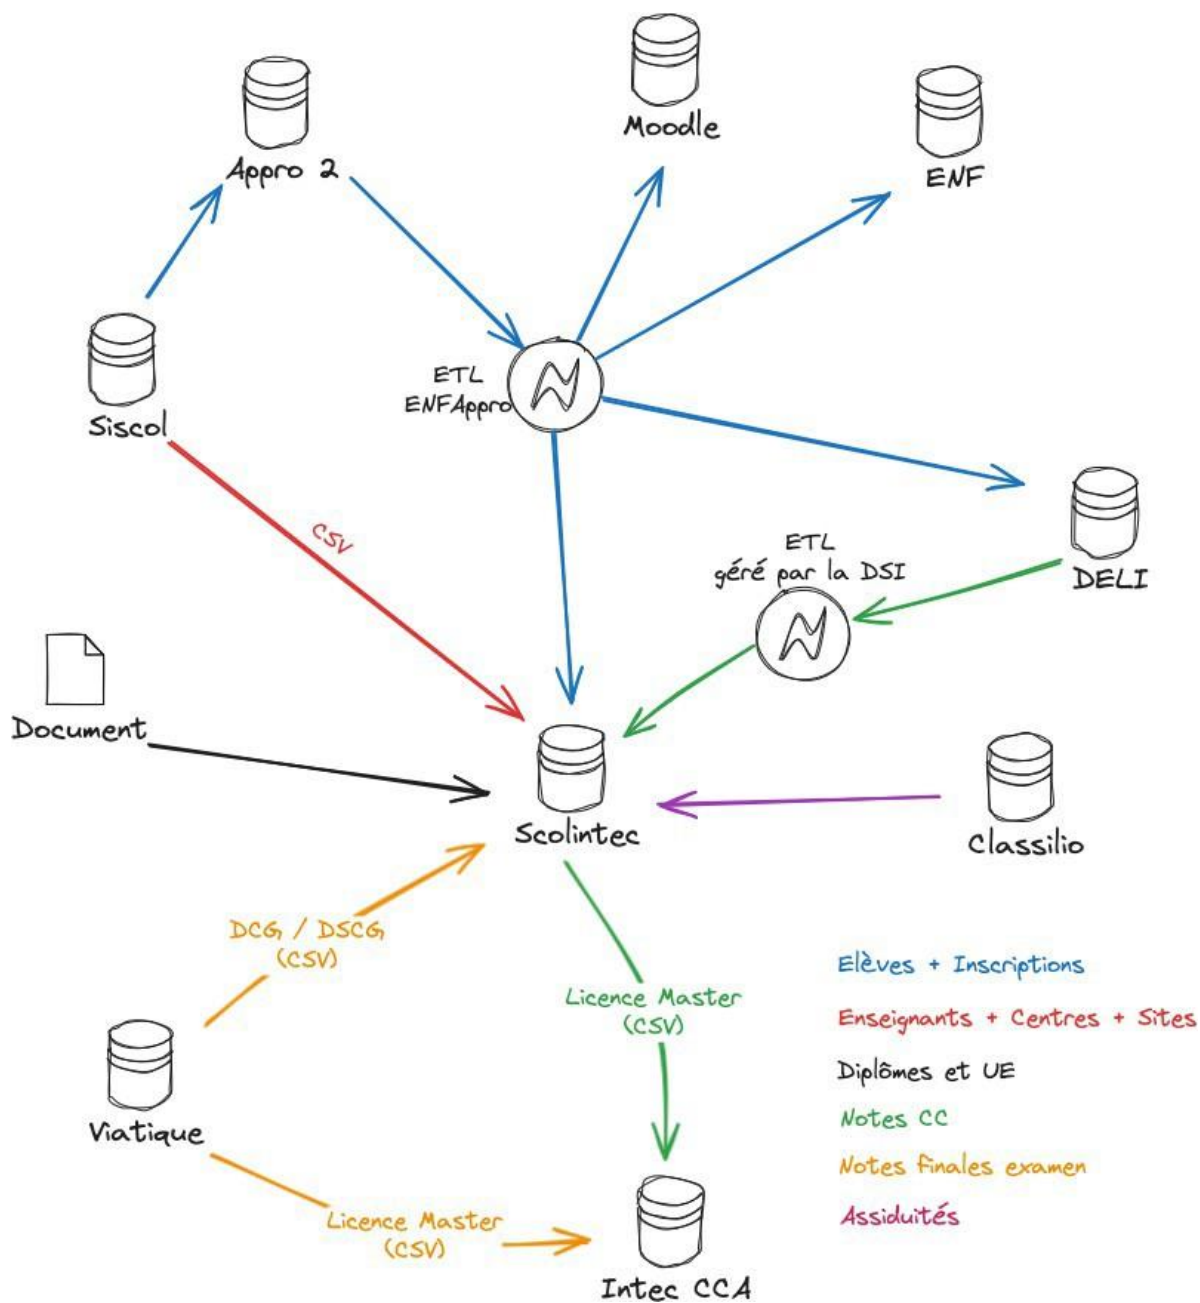 Moodle
Appro 2
ENF
ETL
ENFAppro
Siscol
CSV
ETL
géré par la DSI
DELI
Document
Scolintec
Classilio
DCG / DSCG
(CSV)
Licence Master
(CSV)
Elèves + Inscriptions
Enseignants + Centres + Sites
Diplômes et UE
Notes CC
Notes finales examen
Assiduités
Viatique
Licence Master
(CSV)
Intec CCA